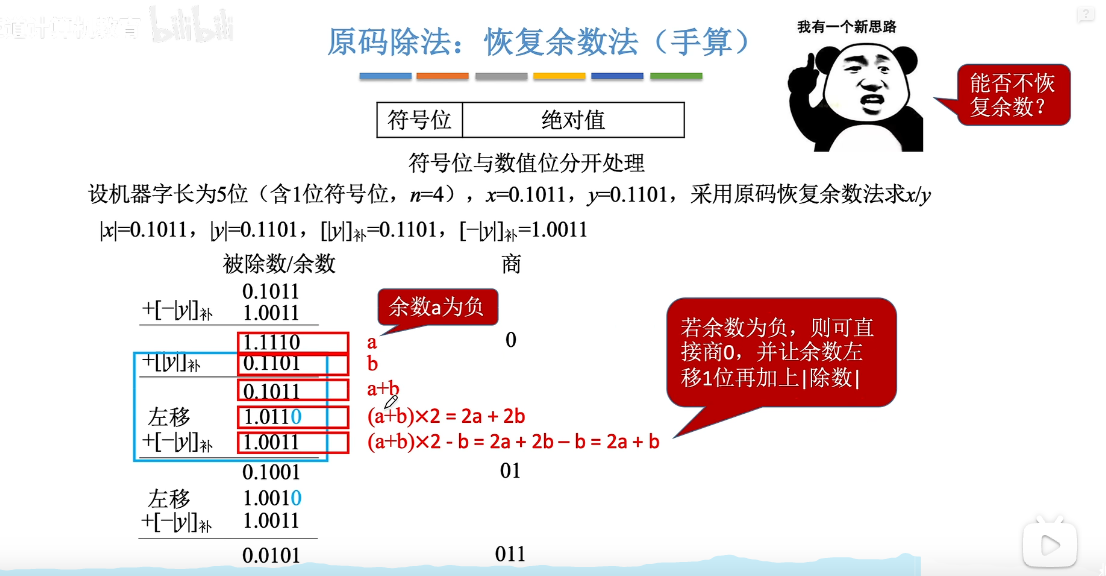 bilibili
原码除法：恢复余数法（手算）
我有一个新思路
能否不恢
复余数？
符号位 绝对值
符号位与数值位分开处理
设机器字长为5位（含1位符号位，n=4），x=0.1011，y=0.1101，采用原码恢复余数法求x/y
|x|=0.1011，|y|=0.1101，[|y|]补=0.1101，[−|y|]补=1.0011
被除数/余数 商
0.1011
+[−|y|]补 1.0011
余数a为负
1.1110 a 0
+[|y|]补 0.1101 b
0.1011 a+b
左移 1.0110 (a+b)×2 = 2a + 2b
+[−|y|]补 1.0011 (a+b)×2 - b = 2a + 2b – b = 2a + b
若余数为负，则可直
接商0，并让余数左
移1位再加上|除数|
0.1001 01
左移 1.0010
+[−|y|]补 1.0011
0.0101 011